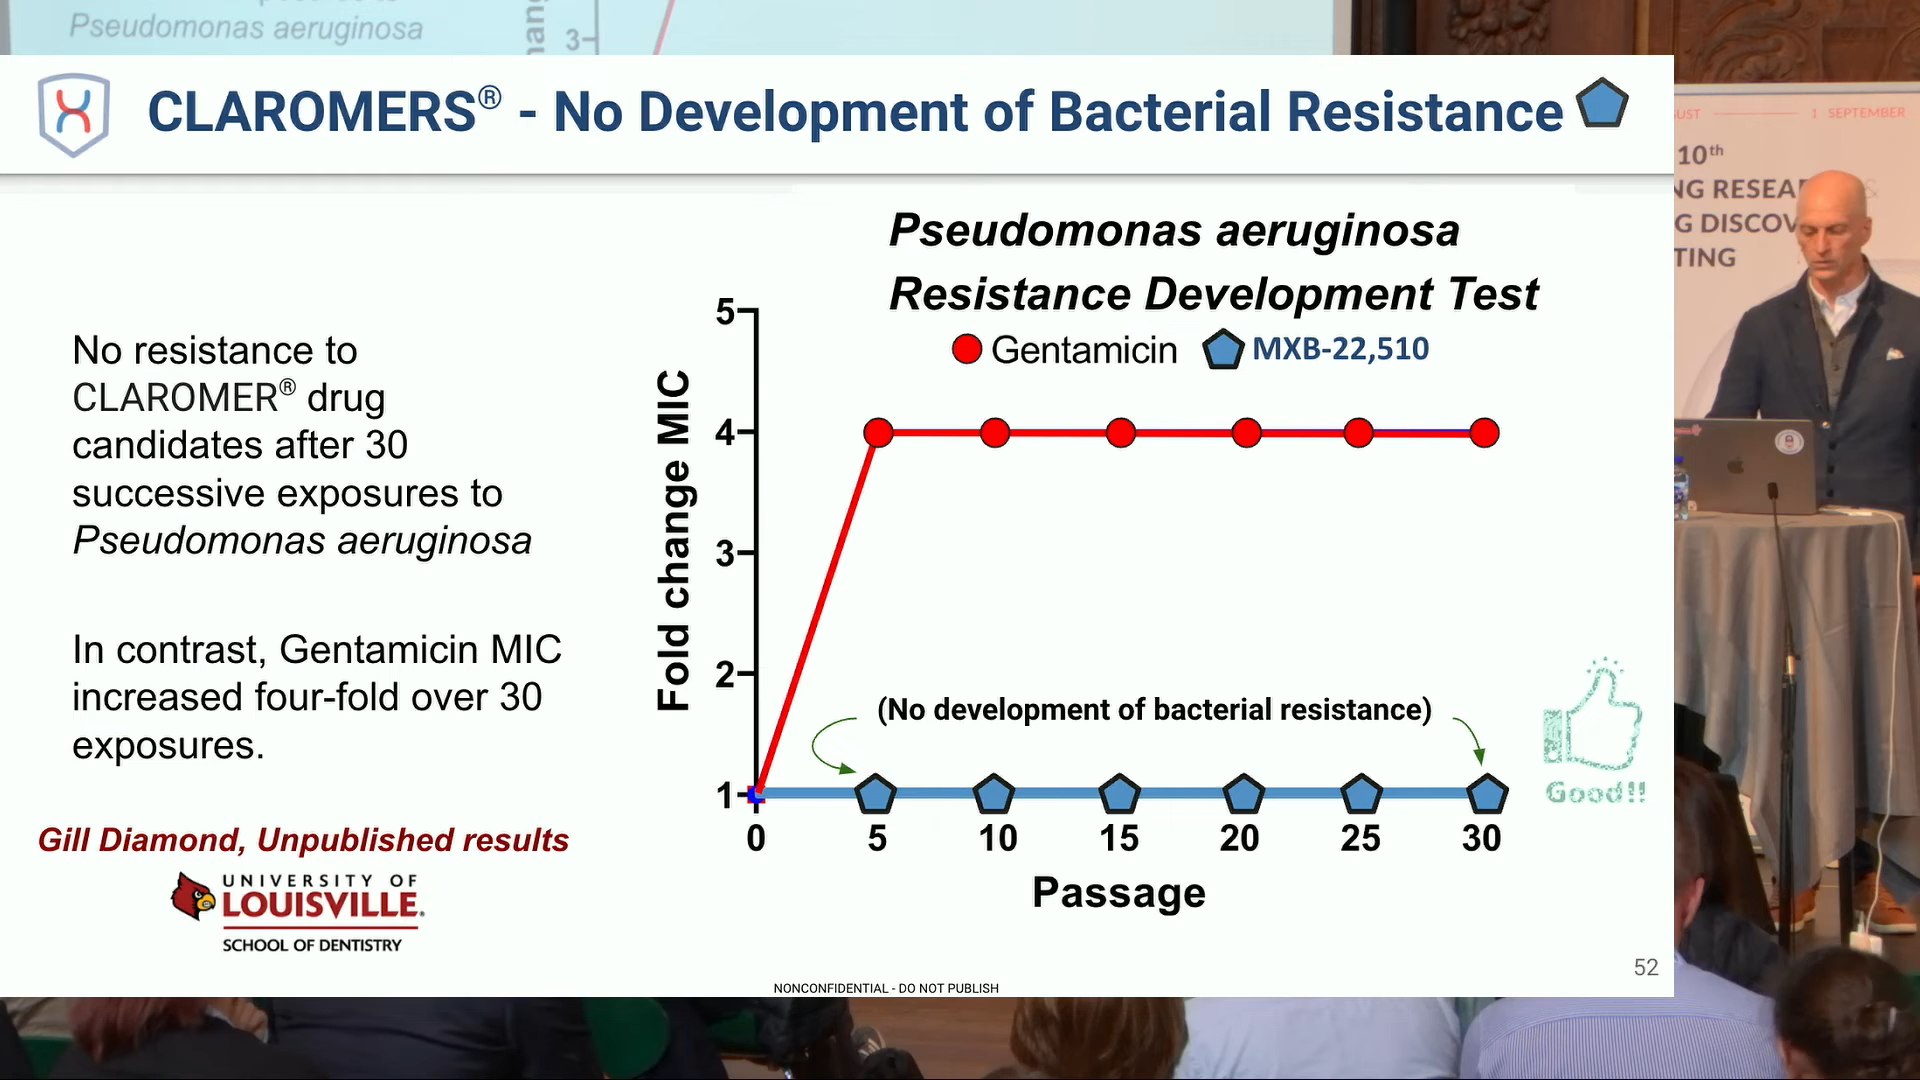 Pseudomonas aeruginosa
3
CLAROMERS® - No Development of Bacterial Resistance
UST 1 SEPTEMBER
10th
NG RESEAR &
G DISCOV
TING
No resistance to
CLAROMER® drug
candidates after 30
successive exposures to
Pseudomonas aeruginosa
In contrast, Gentamicin MIC
increased four-fold over 30
exposures.
Gill Diamond, Unpublished results
UNIVERSITY OF
LOUISVILLE.
SCHOOL OF DENTISTRY
Pseudomonas aeruginosa
Resistance Development Test
Gentamicin MXB-22,510
Fold change MIC
5
4
3
2
1
(No development of bacterial resistance)
Good!!
0 5 10 15 20 25 30
Passage
52
NONCONFIDENTIAL - DO NOT PUBLISH